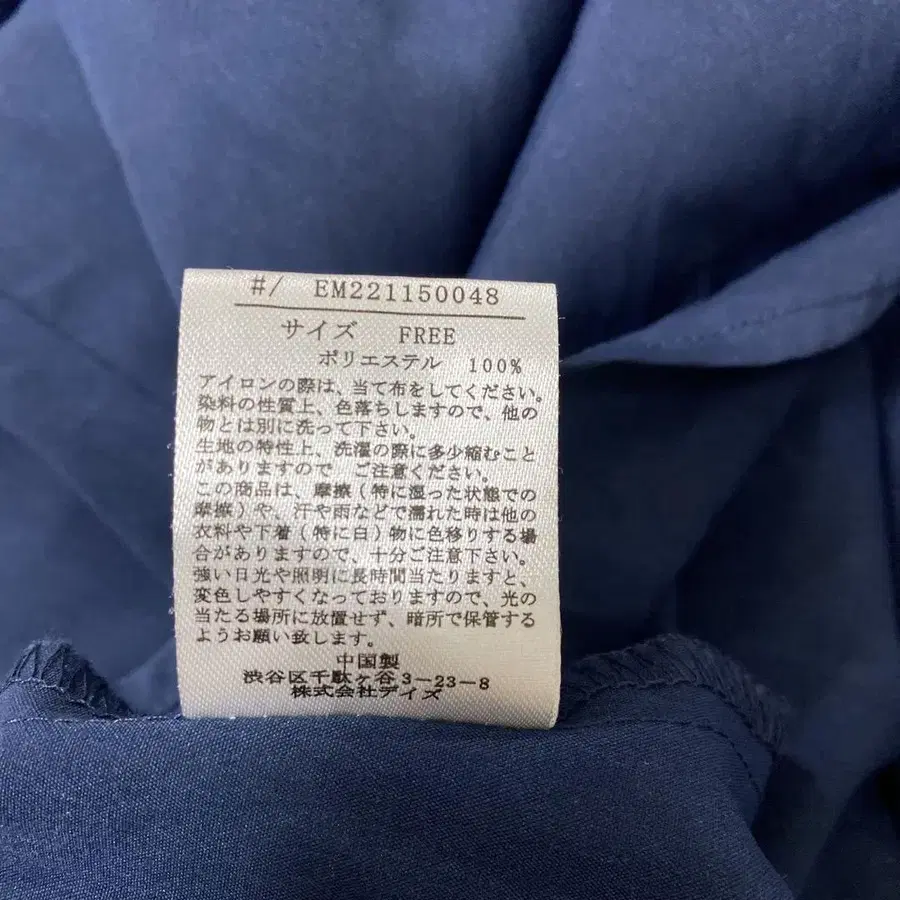 #/ EM221150048
サイズ FREE
ポリエステル 100%
アイロンの際は、当て布をしてください。
染料の性質上、色落ちしますので、他の
物とは別に洗って下さい。
生地の特性上、洗濯の際に多少縮むこと
がありますので ご注意ください。
この商品は、摩擦(特に湿った状態での
摩擦)や、汗や雨などで濡れた時は他の
衣料や下着(特に白)物に色移りする場
合がありますので、十分ご注意下さい。
強い日光や照明に長時間当たりますと、
変色しやすくなっておりますので、光の
当たる場所に放置せず、暗所で保管する
ようお願い致します。
中国製
渋谷区千駄ヶ谷3-23-8
株式会社デイズ